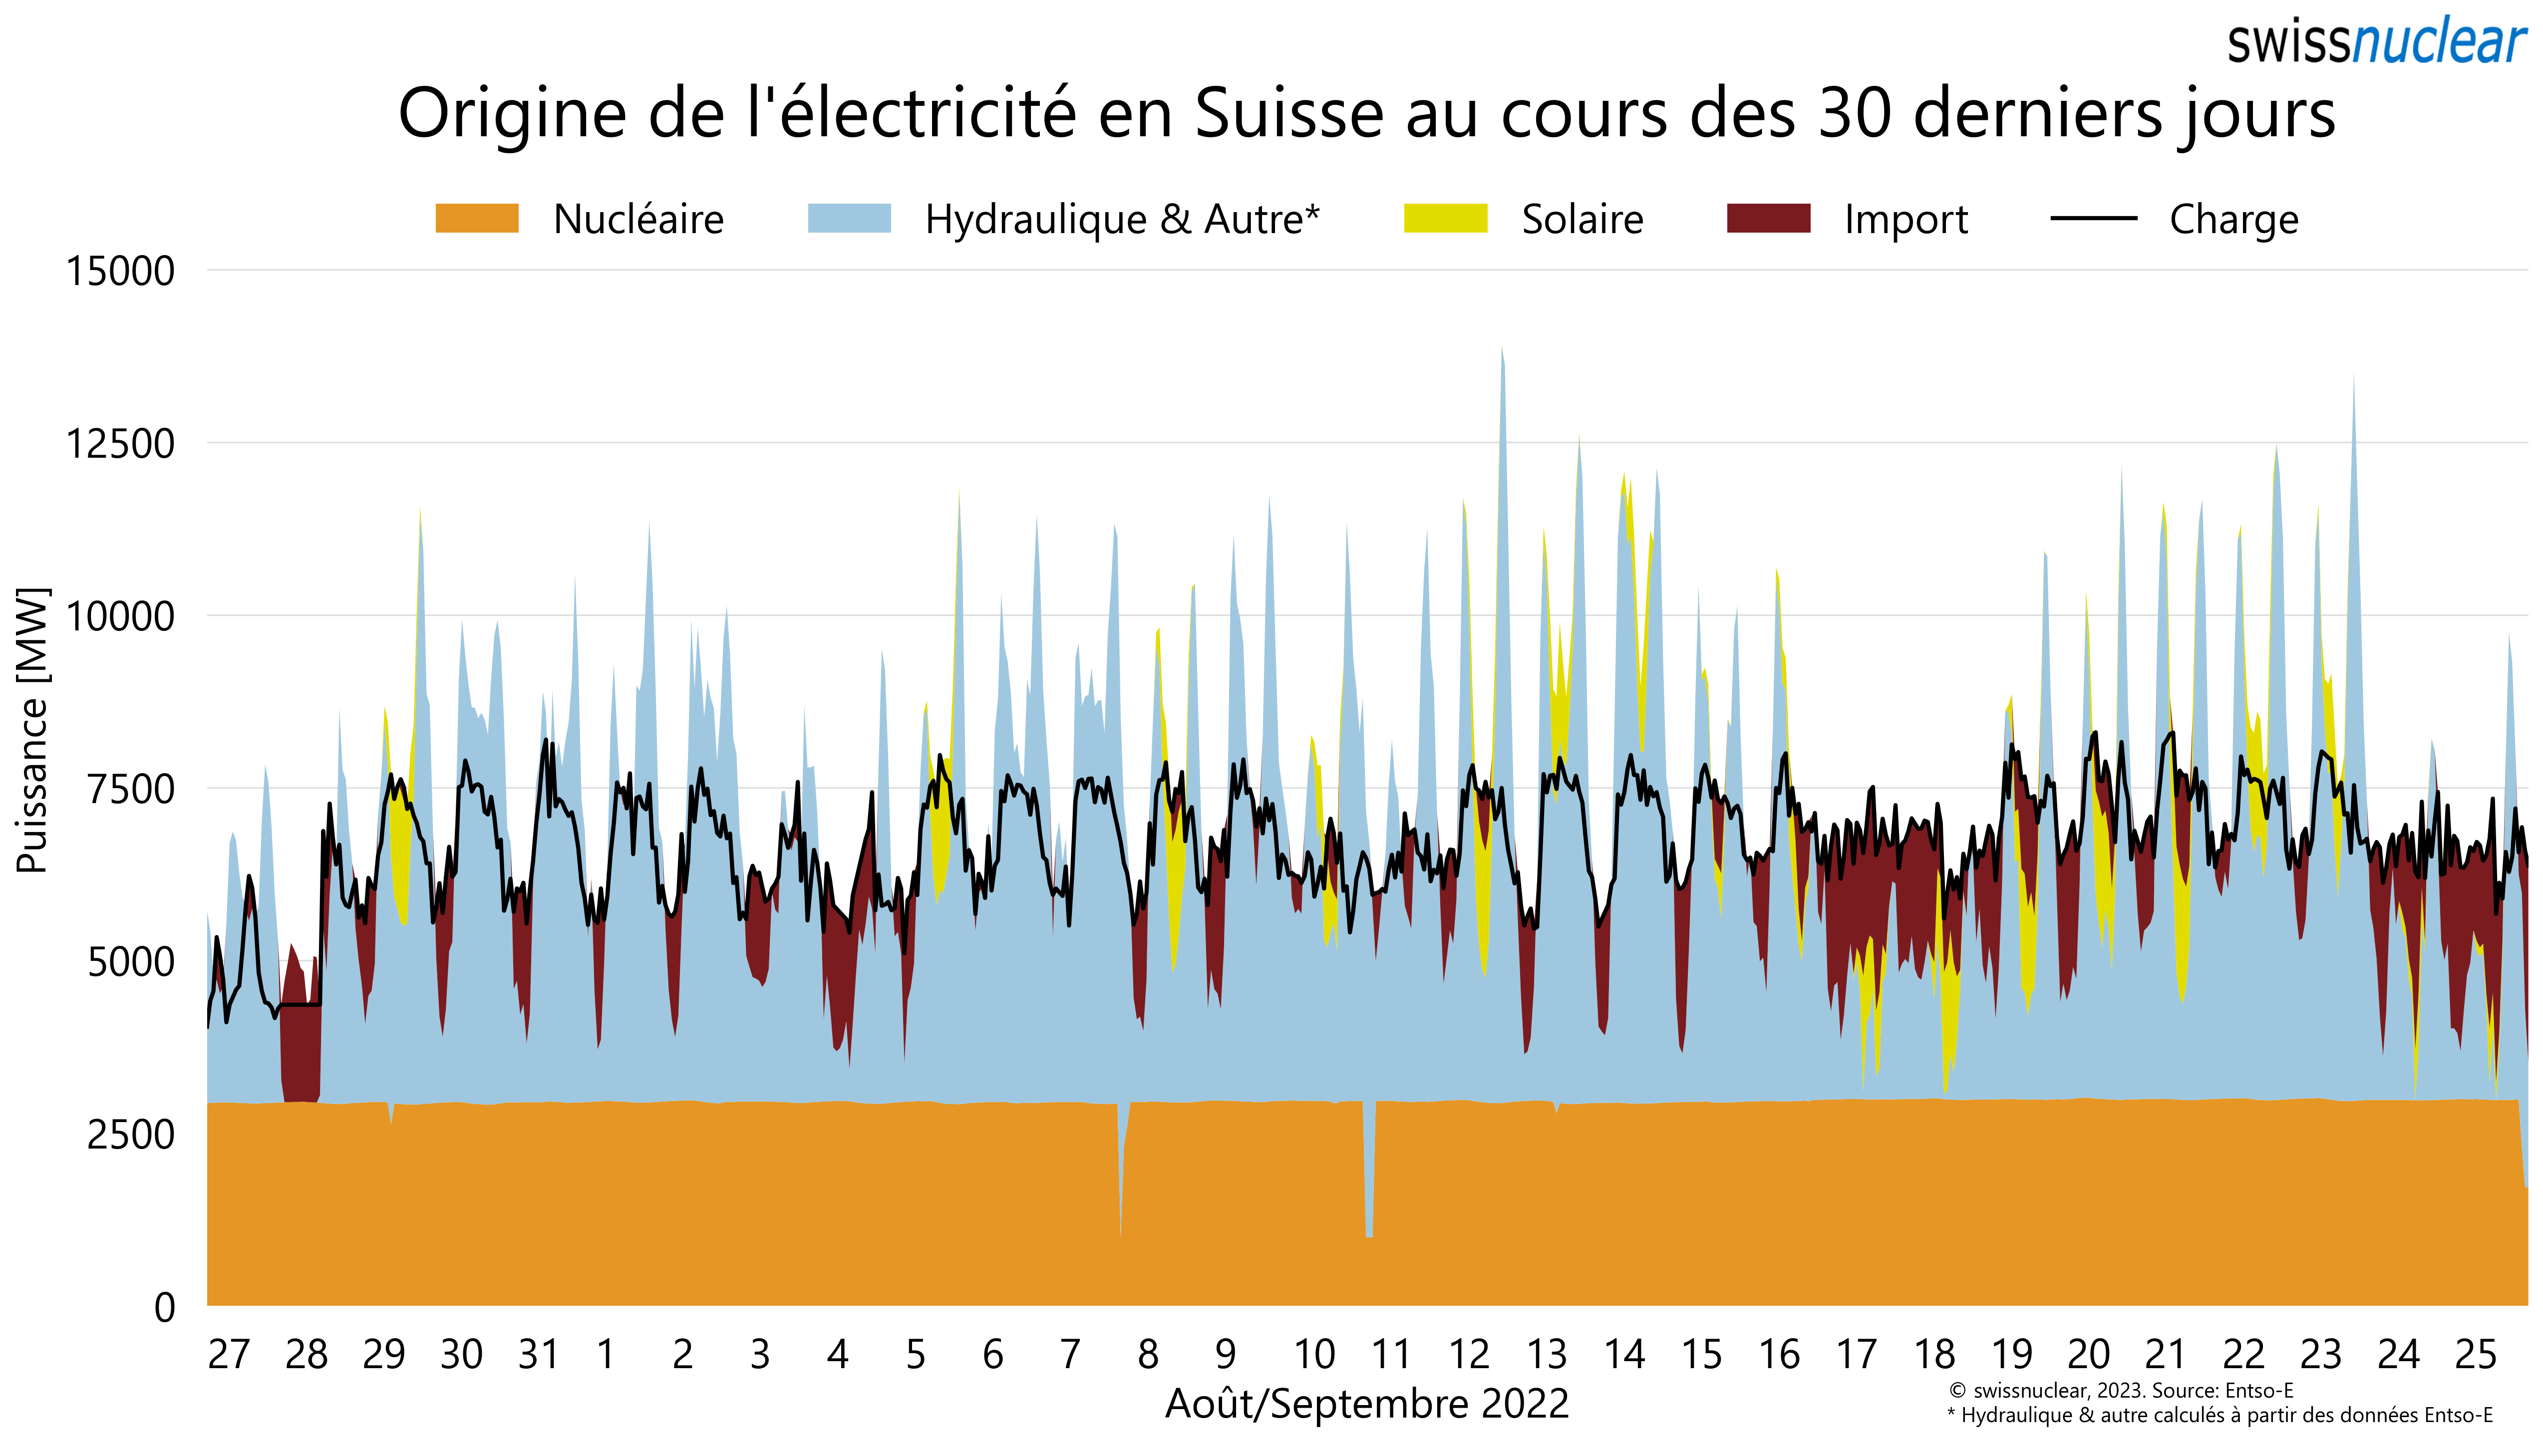 swissnuclear
Origine de l'électricité en Suisse au cours des 30 derniers jours
Nucléaire Hydraulique & Autre* Solaire Import Charge
15000
12500
10000
7500
5000
2500
0
Puissance [MW]
27 28 29 30 31 1 2 3 4 5 6 7 8 9 10 11 12 13 14 15 16 17 18 19 20 21 22 23 24 25
Août/Septembre 2022
© swissnuclear, 2023. Source: Entso-E
* Hydraulique & autre calculés à partir des données Entso-E